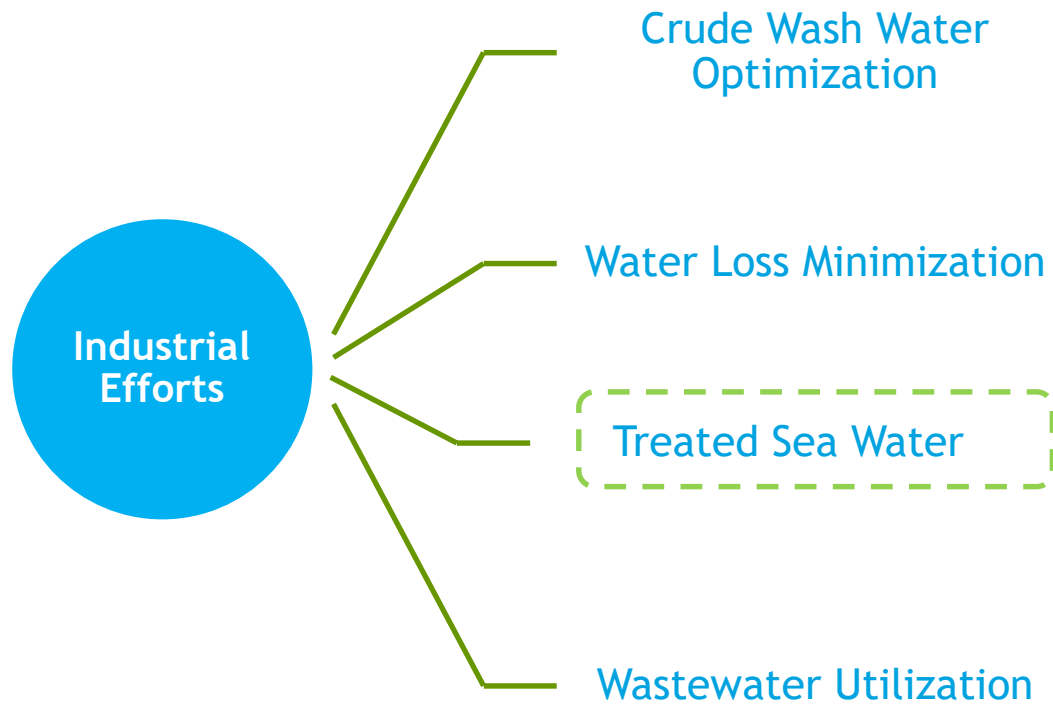 Crude Wash Water
Optimization
Water Loss Minimization
Industrial
Efforts
Treated Sea Water
Wastewater Utilization